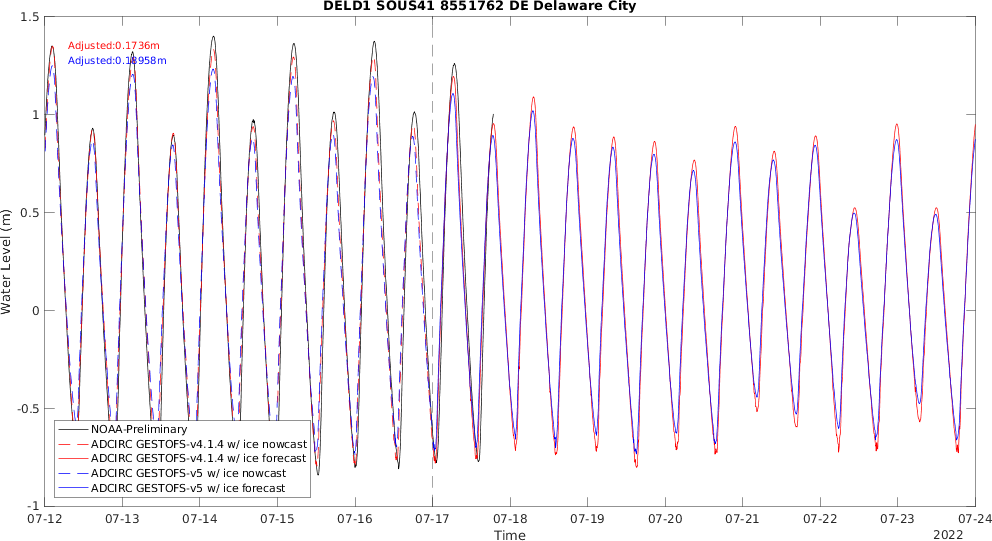 DELD1 SOUS41 8551762 DE Delaware City
Adjusted:0.1736m
Adjusted:0.18958m
Water Level (m)
1.5
1
0.5
0
-0.5
-1
NOAA-Preliminary
ADCIRC GESTOFS-v4.1.4 w/ ice nowcast
ADCIRC GESTOFS-v4.1.4 w/ ice forecast
ADCIRC GESTOFS-v5 w/ ice nowcast
ADCIRC GESTOFS-v5 w/ ice forecast
07-12 07-13 07-14 07-15 07-16 07-17 07-18 07-19 07-20 07-21 07-22 07-23 07-24
Time
2022